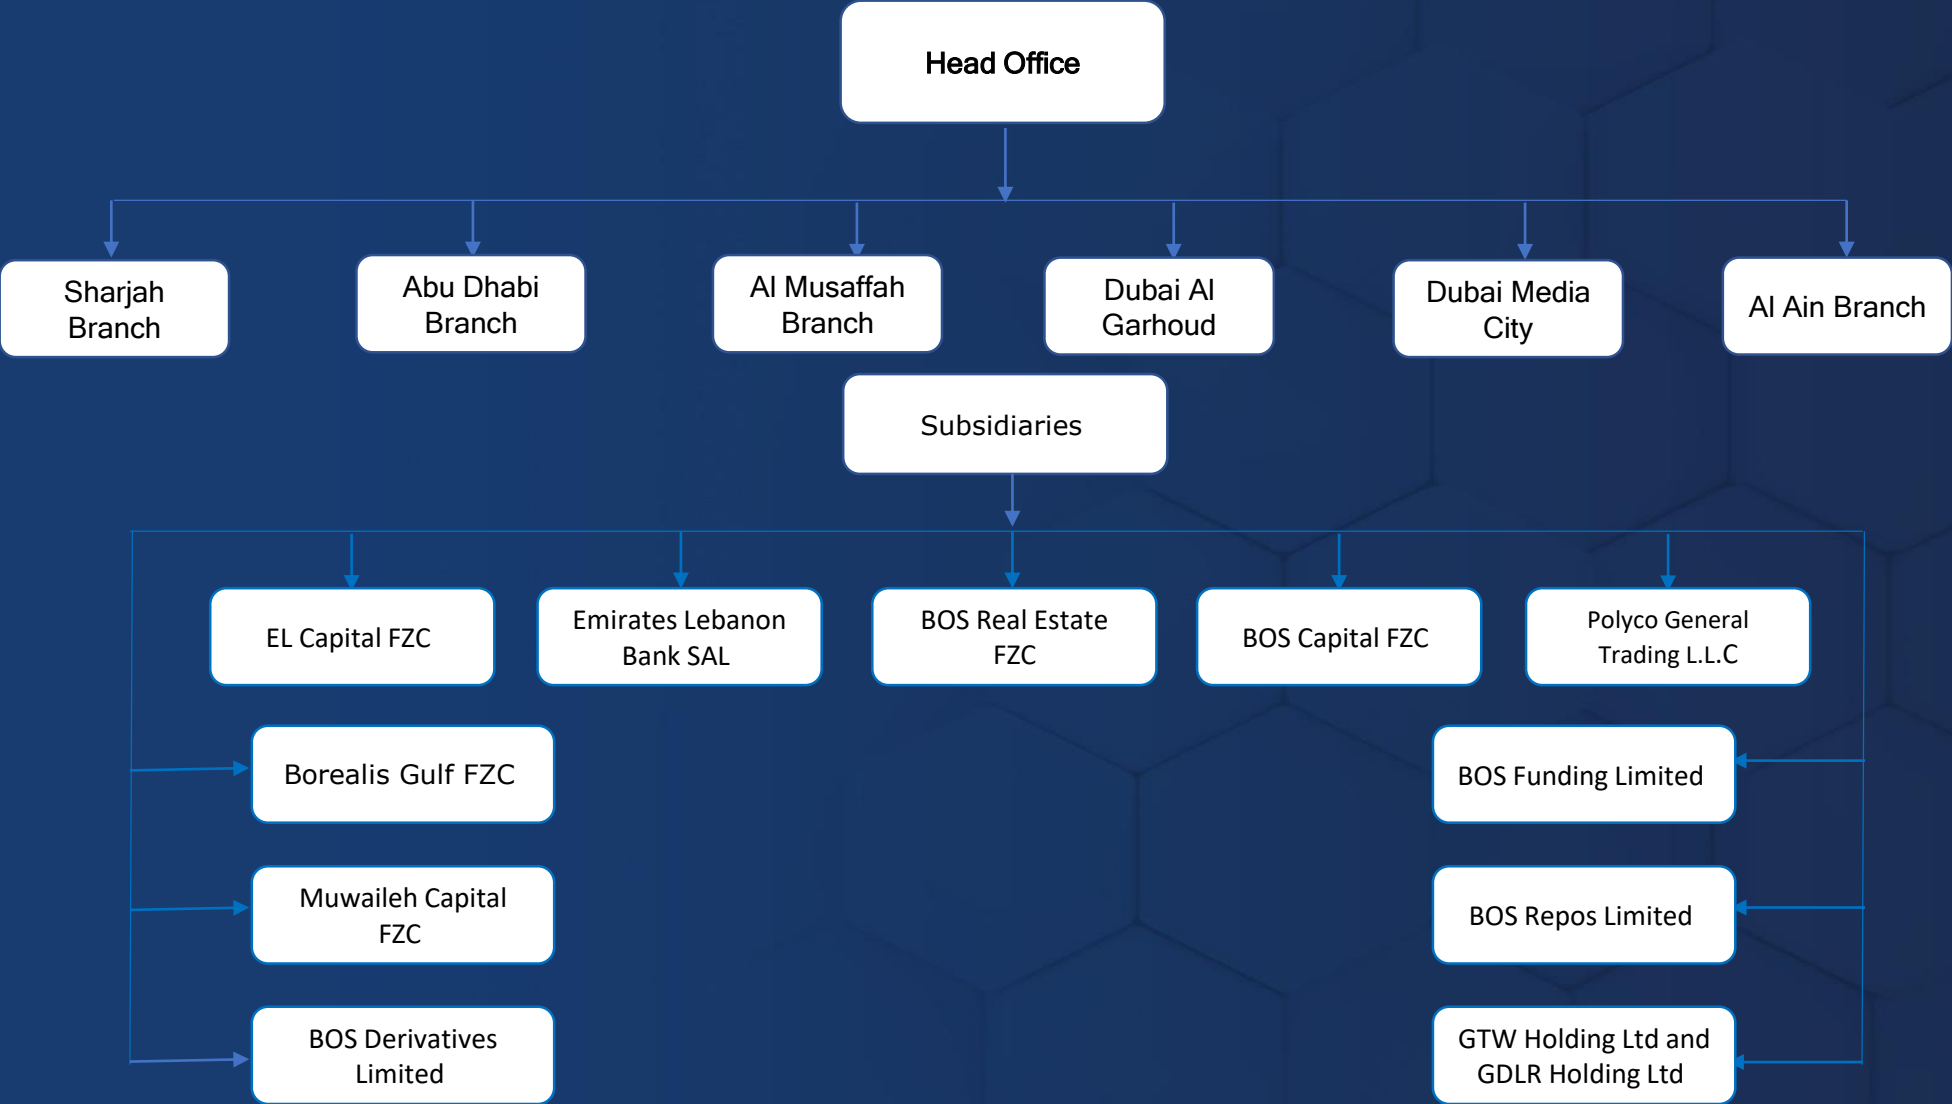 Head Office
Sharjah
Branch
Abu Dhabi
Branch
Al Musaffah
Branch
Dubai Al
Garhoud
Dubai Media
City
Al Ain Branch
Subsidiaries
EL Capital FZC
Emirates Lebanon
Bank SAL
BOS Real Estate
FZC
BOS Capital FZC
Polyco General
Trading L.L.C
Borealis Gulf FZC
BOS Funding Limited
Muwaileh Capital
FZC
BOS Repos Limited
BOS Derivatives
Limited
GTW Holding Ltd and
GDLR Holding Ltd